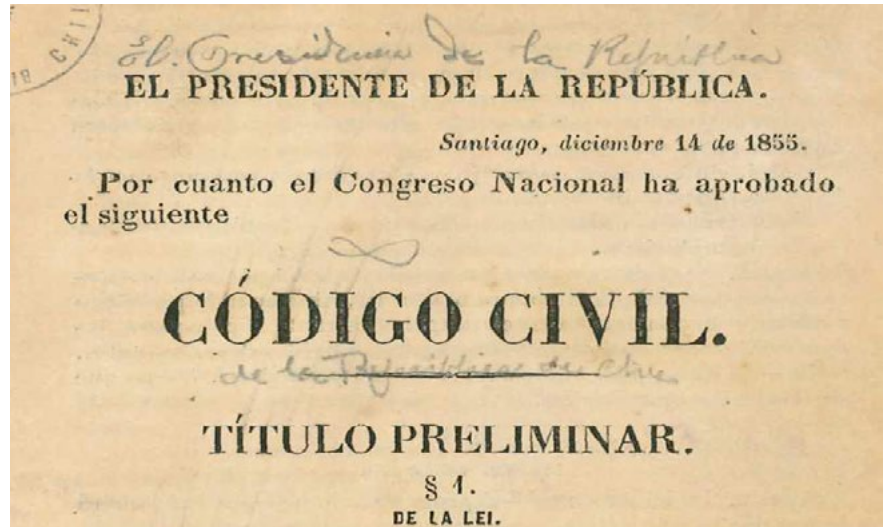 CHIL
El Presidencia de la República
EL PRESIDENTE DE LA REPÚBLICA.
Santiago, diciembre 14 de 1855.
Por cuanto el Congreso Nacional ha aprobado
el siguiente
CÓDIGO CIVIL.
de la República de
TÍTULO PRELIMINAR.
§ 1.
DE LA LEI.